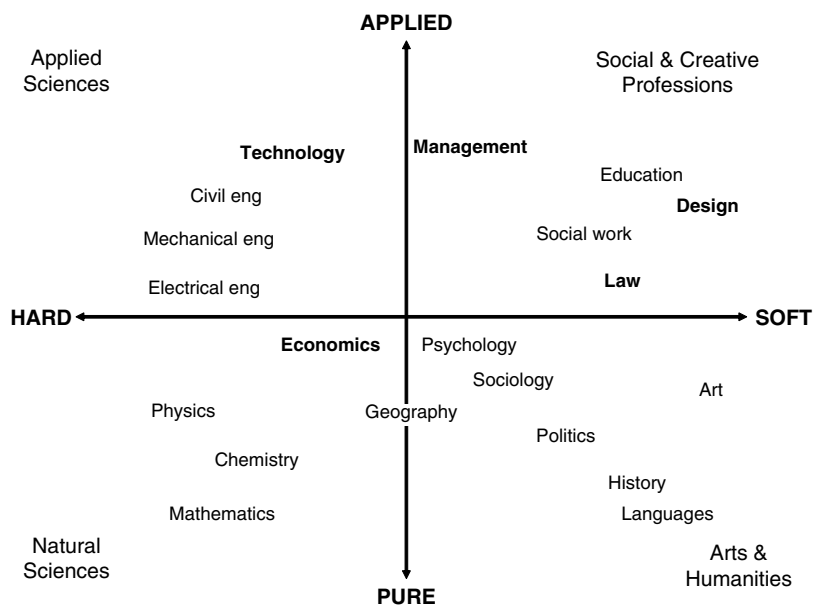 APPLIED
Applied
Sciences
Social & Creative
Professions
Technology
Management
Education
Civil eng
Design
Mechanical eng
Social work
Electrical eng
Law
HARD
SOFT
Economics
Psychology
Sociology
Art
Physics
Geography
Politics
Chemistry
History
Mathematics
Languages
Natural
Sciences
Arts &
Humanities
PURE